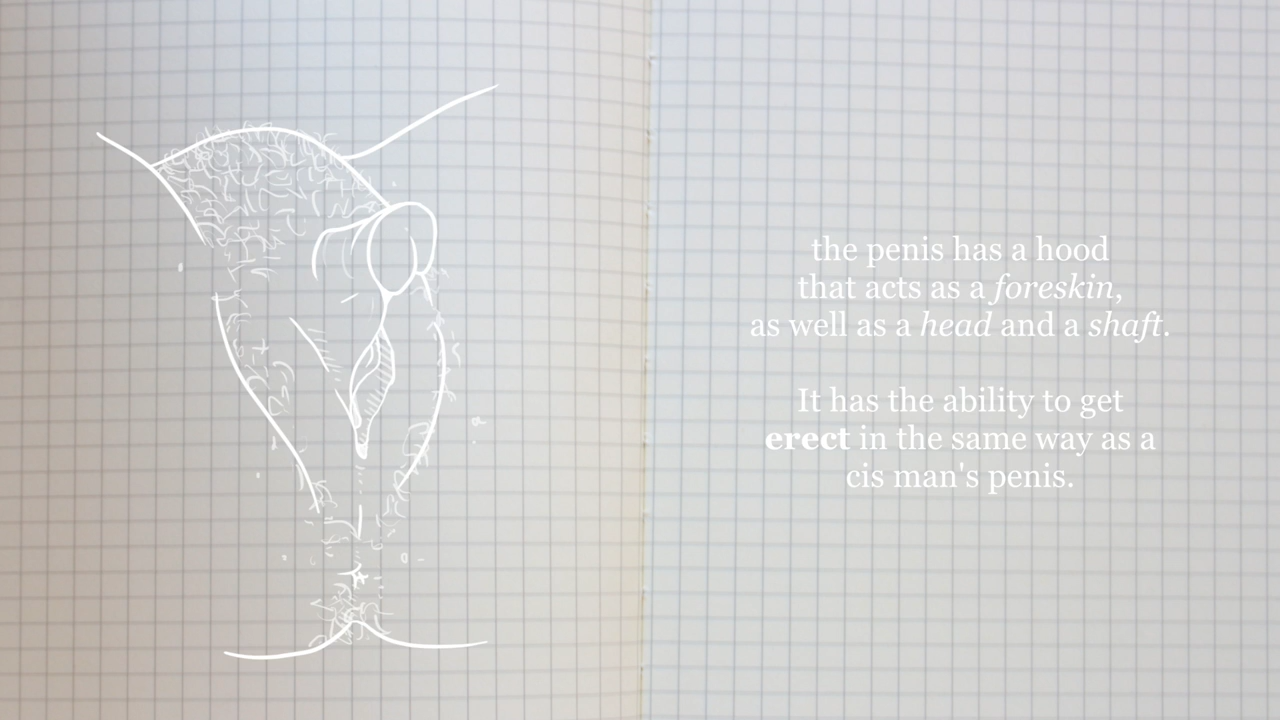 the penis has a hood
that acts as a foreskin,
as well as a head and a shaft.
It has the ability to get
erect in the same way as a
cis man's penis.